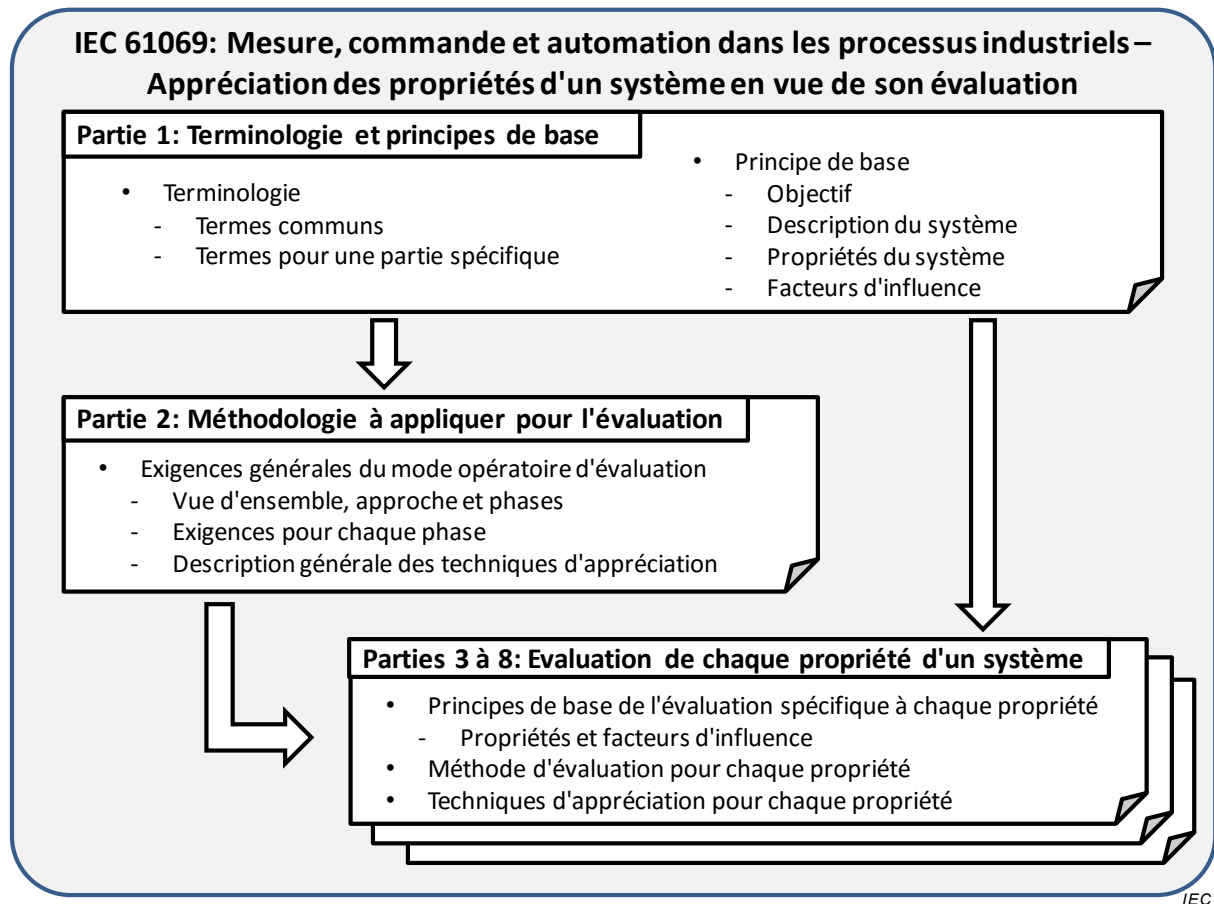 IEC 61069: Mesure, commande et automation dans les processus industriels –
Appréciation des propriétés d'un système en vue de son évaluation
Partie 1: Terminologie et principes de base
• Terminologie
- Termes communs
- Termes pour une partie spécifique
• Principe de base
- Objectif
- Description du système
- Propriétés du système
- Facteurs d'influence
Partie 2: Méthodologie à appliquer pour l'évaluation
• Exigences générales du mode opératoire d'évaluation
- Vue d'ensemble, approche et phases
- Exigences pour chaque phase
- Description générale des techniques d'appréciation
Parties 3 à 8: Evaluation de chaque propriété d'un système
• Principes de base de l'évaluation spécifique à chaque propriété
- Propriétés et facteurs d'influence
• Méthode d'évaluation pour chaque propriété
• Techniques d'appréciation pour chaque propriété
IEC